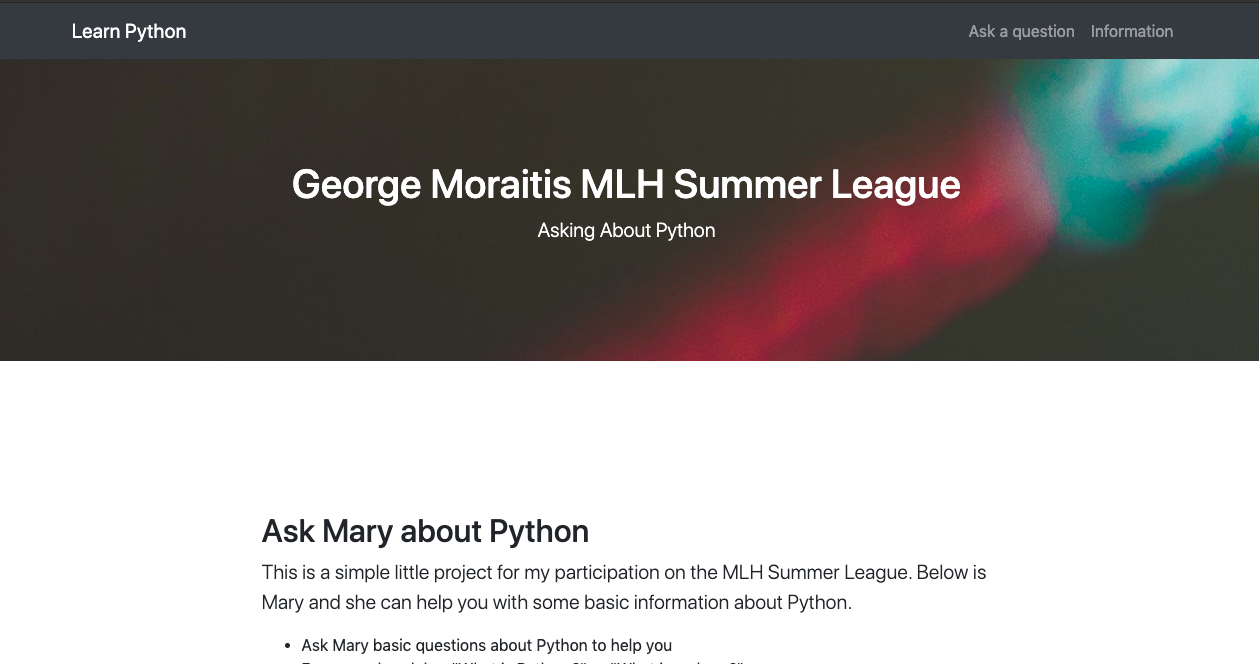 Learn Python
Ask a question Information
George Moraitis MLH Summer League
Asking About Python
Ask Mary about Python
This is a simple little project for my participation on the MLH Summer League. Below is
Mary and she can help you with some basic information about Python.
• Ask Mary basic questions about Python to help you